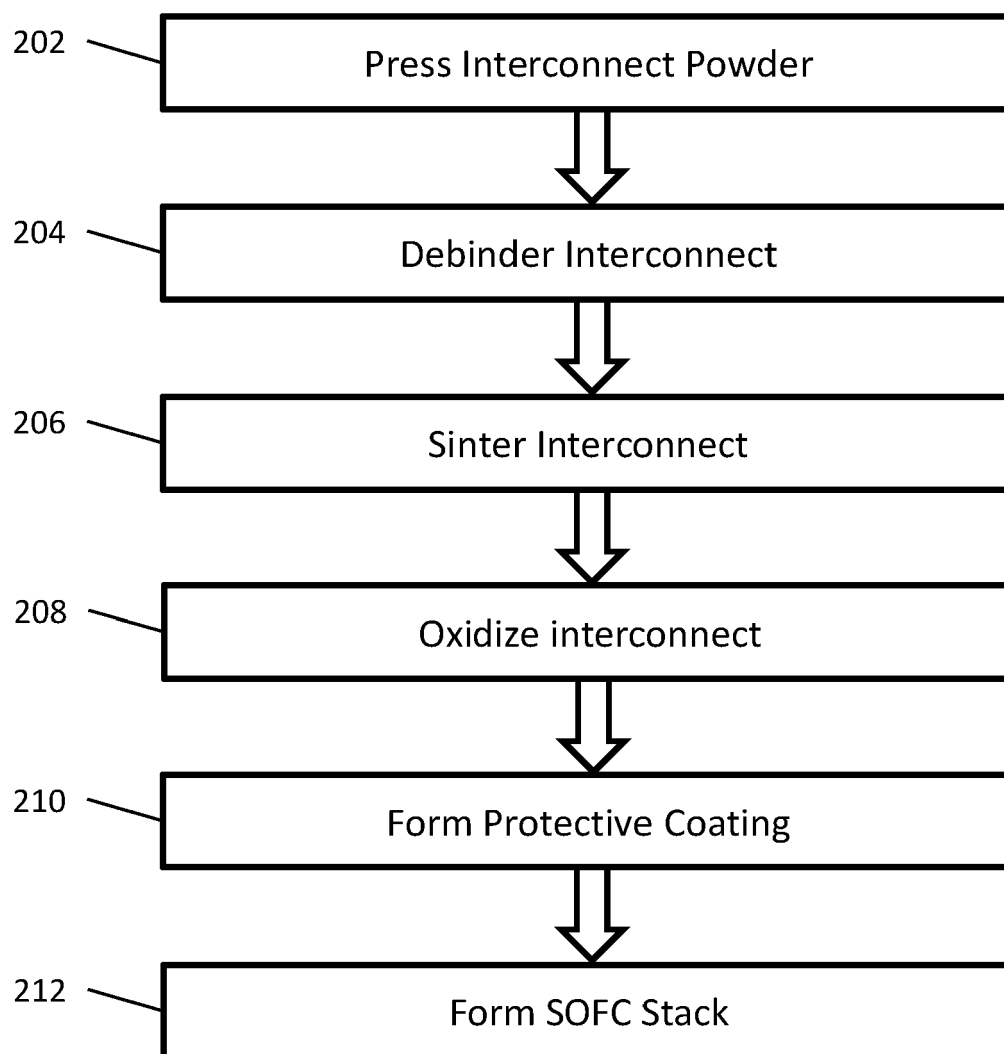 202
Press Interconnect Powder
204
Debinder Interconnect
206
Sinter Interconnect
208
Oxidize interconnect
210
Form Protective Coating
212
Form SOFC Stack